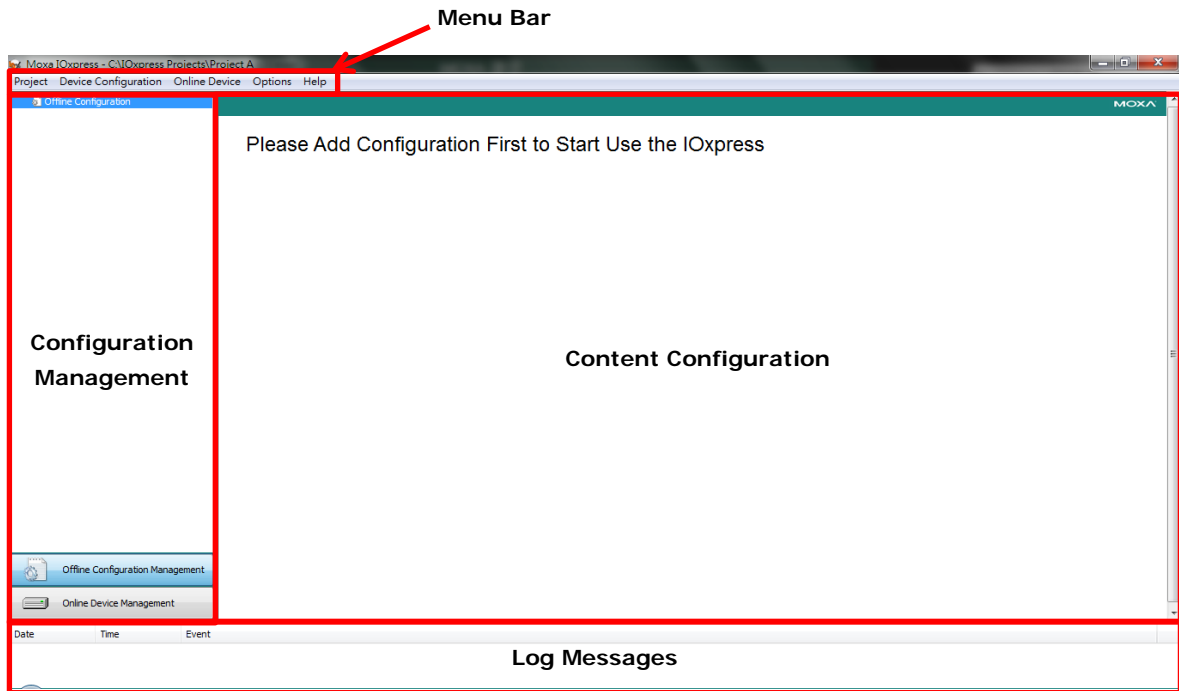 Menu Bar
Moxa IOxpress - C:\IOxpress Projects\Project A
Project Device Configuration Online Device Options Help
Offline Configuration
MOXA
Please Add Configuration First to Start Use the IOxpress
Configuration
Management
Content Configuration
Offline Configuration Management
Online Device Management
Date Time Event
Log Messages